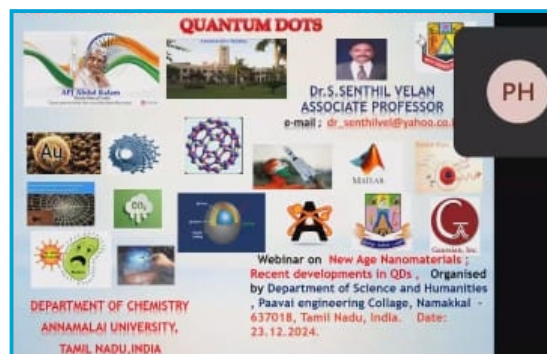 QUANTUM DOTS
APJ Abdul Kalam
Dr.S.SENTHIL VELAN
ASSOCIATE PROFESSOR
e-mail ; dr_senthilvel@yahoo.co.
PH
Au
MATLAB
CO₂
GAUSSIAN, INC.
Webinar on New Age Nanomaterials ;
Recent developments in QDs , Organised
by Department of Science and Humanities
, Paavai engineering Collage, Namakkal -
637018, Tamil Nadu, India. Date:
23.12.2024.
DEPARTMENT OF CHEMISTRY
ANNAMALAI UNIVERSITY,
TAMIL NADU,INDIA